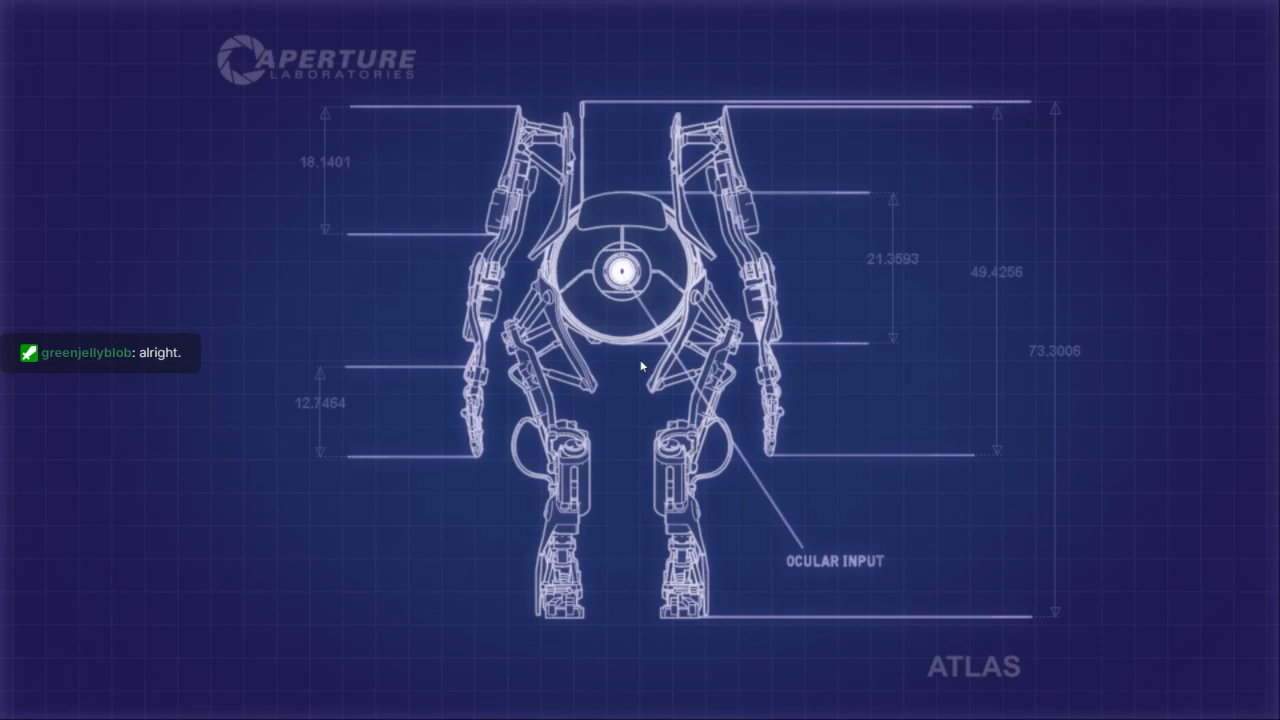 APERTURE
LABORATORIES
18.1401
21.3593
49.4256
greenjellyblob: alright.
73.3006
12.7464
OCULAR INPUT
ATLAS